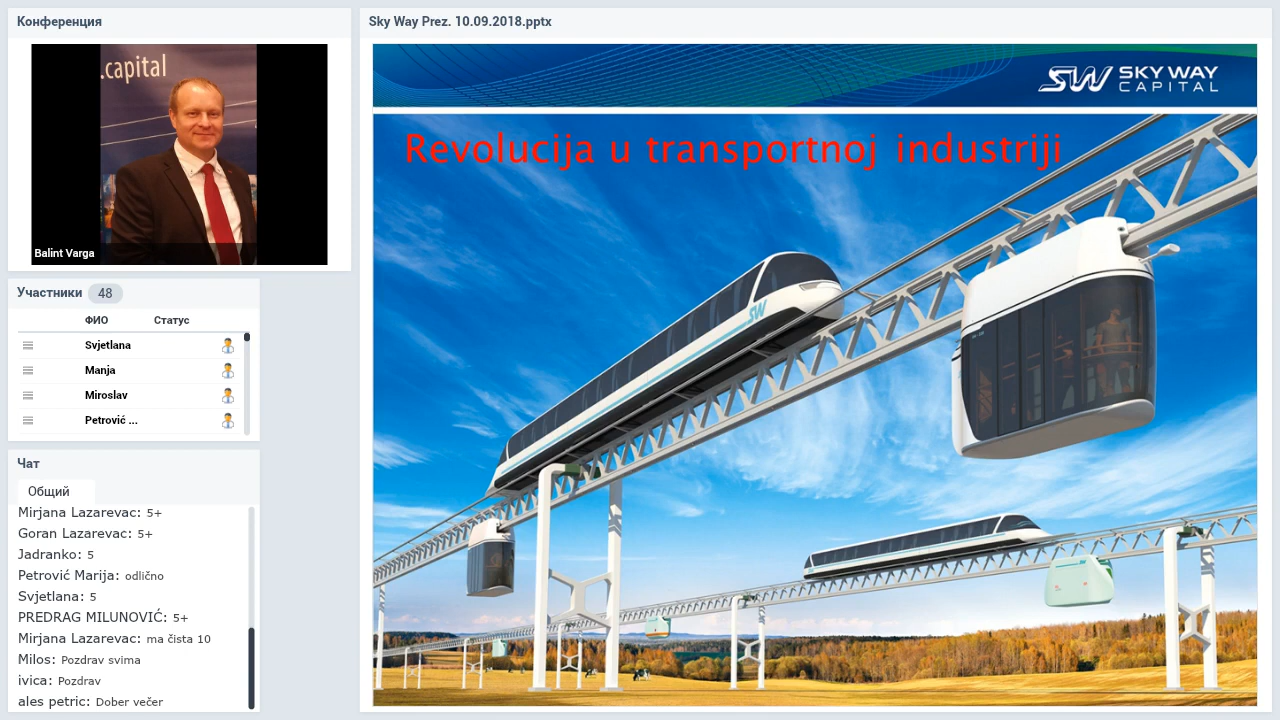 Конференция
.capital
Balint Varga
Участники 48
ФИО Статус
Svjetlana
Manja
Miroslav
Petrović ...
Чат
Общий
Mirjana Lazarevac: 5+
Goran Lazarevac: 5+
Jadranko: 5
Petrović Marija: odlično
Svjetlana: 5
PREDRAG MILUNOVIĆ: 5+
Mirjana Lazarevac: ma čista 10
Milos: Pozdrav svima
ivica: Pozdrav
ales petric: Dober večer
Sky Way Prez. 10.09.2018.pptx
SW SKY WAY
CAPITAL
Revolucija u transportnoj industriji
SW
SW